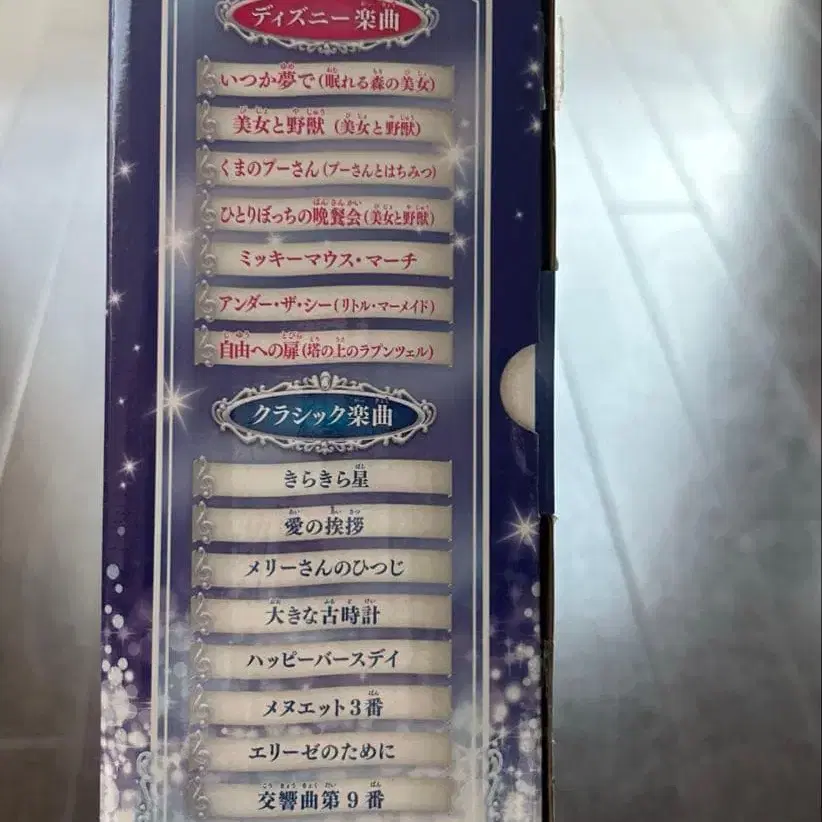 ディズニー楽曲
いつか夢で(眠れる森の美女)
美女と野獣 (美女と野獣)
くまのプーさん(プーさんとはちみつ)
ひとりぼっちの晩餐会(美女と野獣)
ミッキーマウス・マーチ
アンダー・ザ・シー(リトル・マーメイド)
自由への扉(塔の上のラプンツェル)
クラシック楽曲
きらきら星
愛の挨拶
メリーさんのひつじ
大きな古時計
ハッピーバースデイ
メヌエット3番
エリーゼのために
交響曲第9番